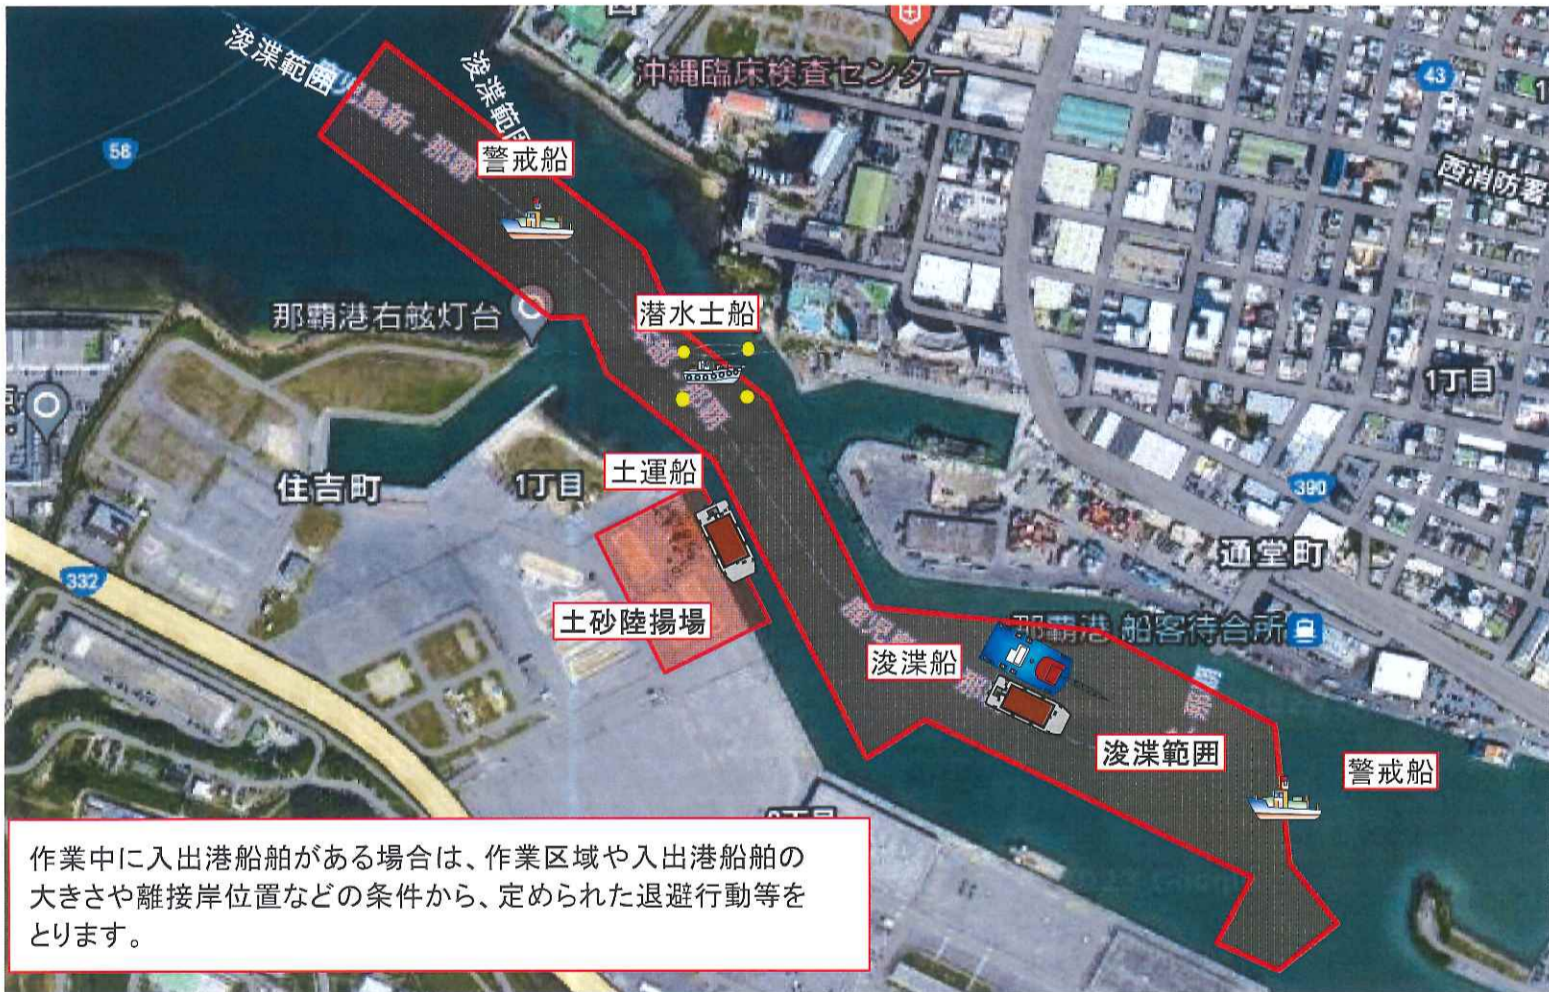 浚渫範囲
浚渫範囲
沖縄臨床検査センター
43
58
警戒船
西消防署
那覇港右舷灯台
潜水士船
1丁目
土運船
住吉町
1丁目
390
通堂町
332
土砂陸揚場
那覇港 船客待合所
浚渫船
浚渫範囲
警戒船
作業中に入出港船舶がある場合は、作業区域や入出港船舶の
大きさや離接岸位置などの条件から、定められた退避行動等を
とります。